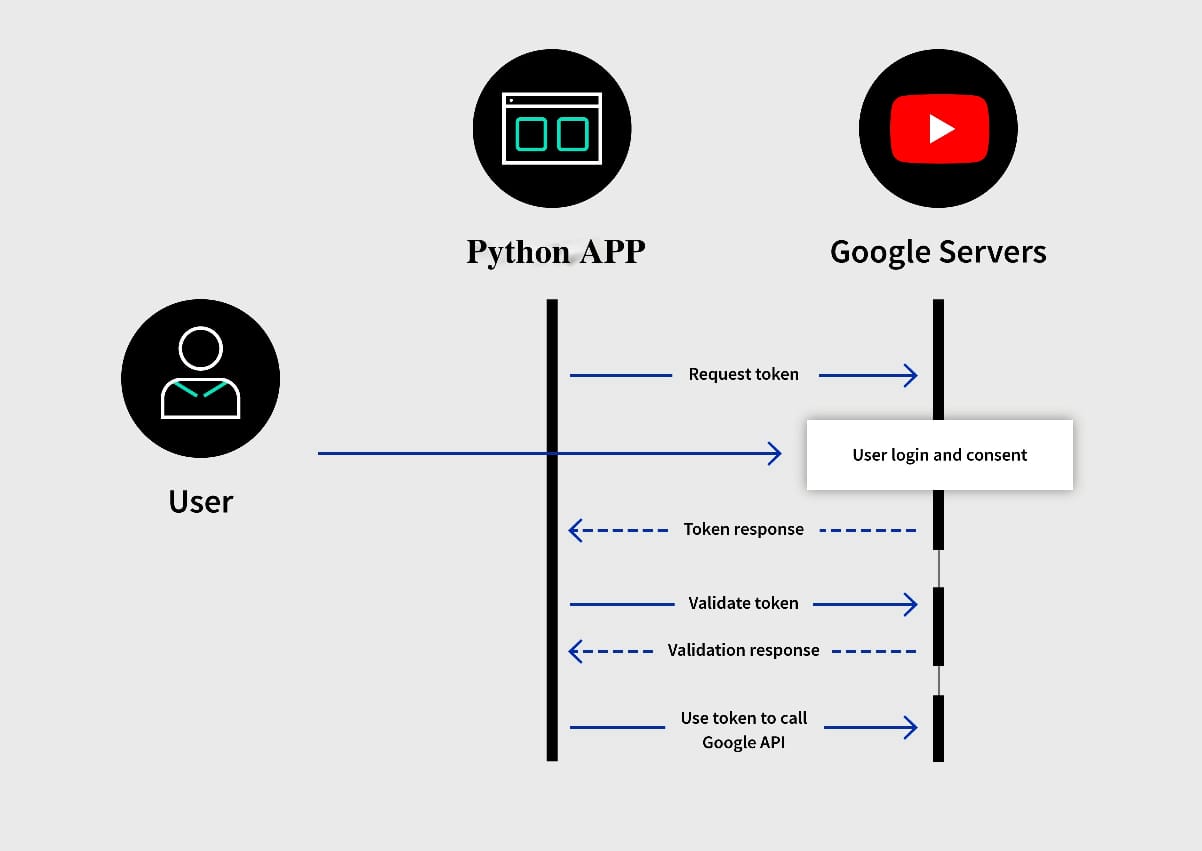 Python APP
Google Servers
User
Request token
User login and consent
Token response
Validate token
Validation response
Use token to call
Google API